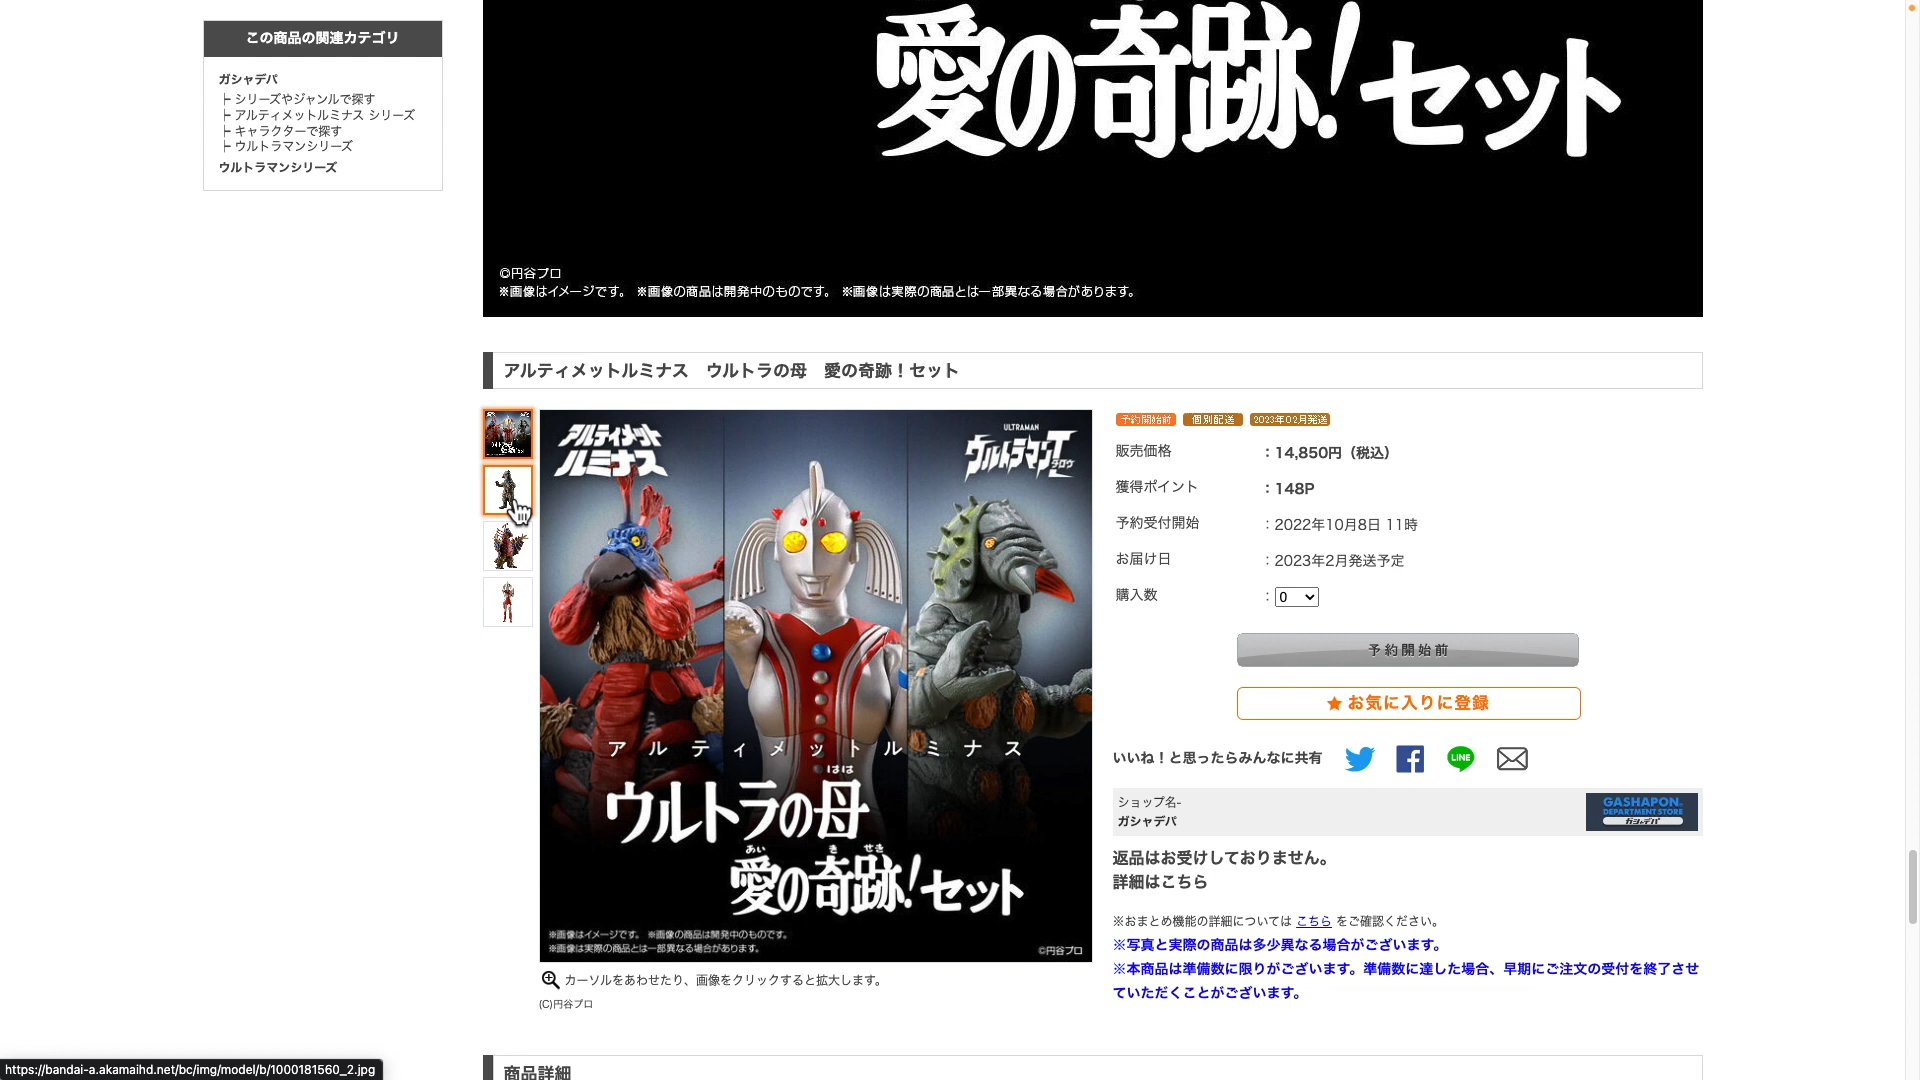 この商品の関連カテゴリ
ガシャデパ
├ シリーズやジャンルで探す
├ アルティメットルミナス シリーズ
├ キャラクターで探す
├ ウルトラマンシリーズ
ウルトラマンシリーズ
愛の奇跡!セット
©円谷プロ
※画像はイメージです。 ※画像の商品は開発中のものです。 ※画像は実際の商品とは一部異なる場合があります。
アルティメットルミナス　ウルトラの母　愛の奇跡！セット
アルティメット
ルミナス
ULTRAMAN
ウルトラマンT
タロウ
アルティメットルミナス
はは
ウルトラの母
あい き せき
愛の奇跡!セット
※画像はイメージです。 ※画像の商品は開発中のものです。
※画像は実際の商品とは一部異なる場合があります。
©円谷プロ
カーソルをあわせたり、画像をクリックすると拡大します。
(C)円谷プロ
予約開始前 個別配送 2023年02月発送
販売価格 ：14,850円（税込）
獲得ポイント ：148P
予約受付開始 ：2022年10月8日 11時
お届け日 ：2023年2月発送予定
購入数 ：0
予約開始前
★お気に入りに登録
いいね！と思ったらみんなに共有
LINE
ショップ名-
ガシャデパ
GASHAPON
DEPARTMENT STORE
ガシャデパ
返品はお受けしておりません。
詳細はこちら
※おまとめ機能の詳細については こちら をご確認ください。
※写真と実際の商品は多少異なる場合がございます。
※本商品は準備数に限りがございます。準備数に達した場合、早期にご注文の受付を終了させ
ていただくことがございます。
商品詳細
https://bandai-a.akamaihd.net/bc/img/model/b/1000181560_2.jpg